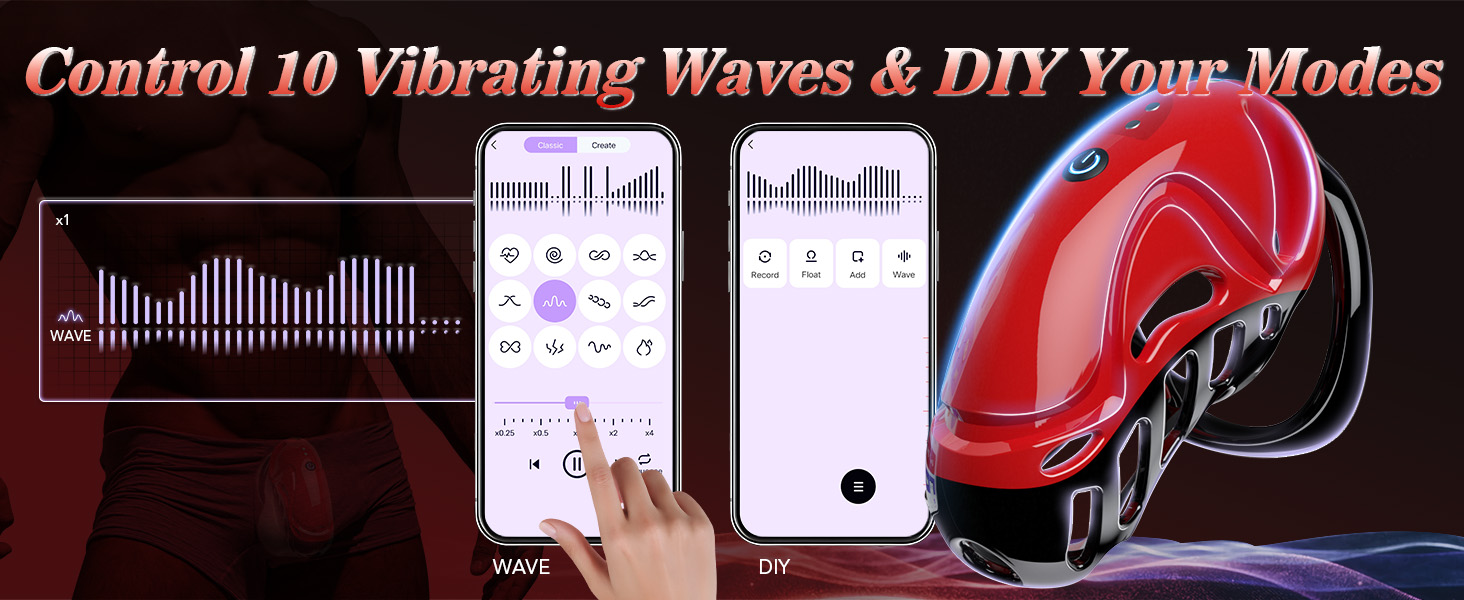 Control 10 Vibrating Waves & DIY Your Modes
x1
WAVE
Classic
Create
x0.25
x0.5
x2
x4
WAVE
Record
Float
Add
Wave
DIY